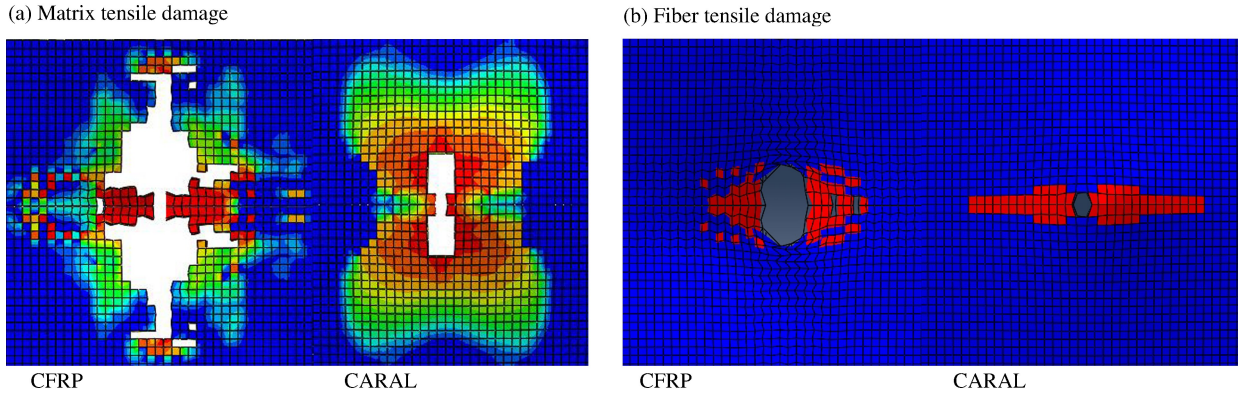 (a) Matrix tensile damage
(b) Fiber tensile damage
CFRP
CARAL
CFRP
CARAL